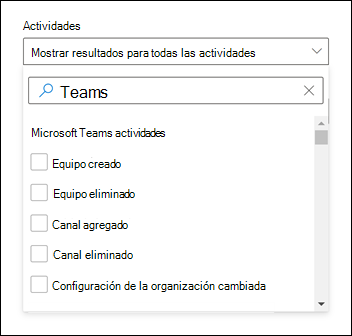 Actividades
Mostrar resultados para todas las actividades
Teams
Microsoft Teams actividades
Equipo creado
Equipo eliminado
Canal agregado
Canal eliminado
Configuración de la organización cambiada